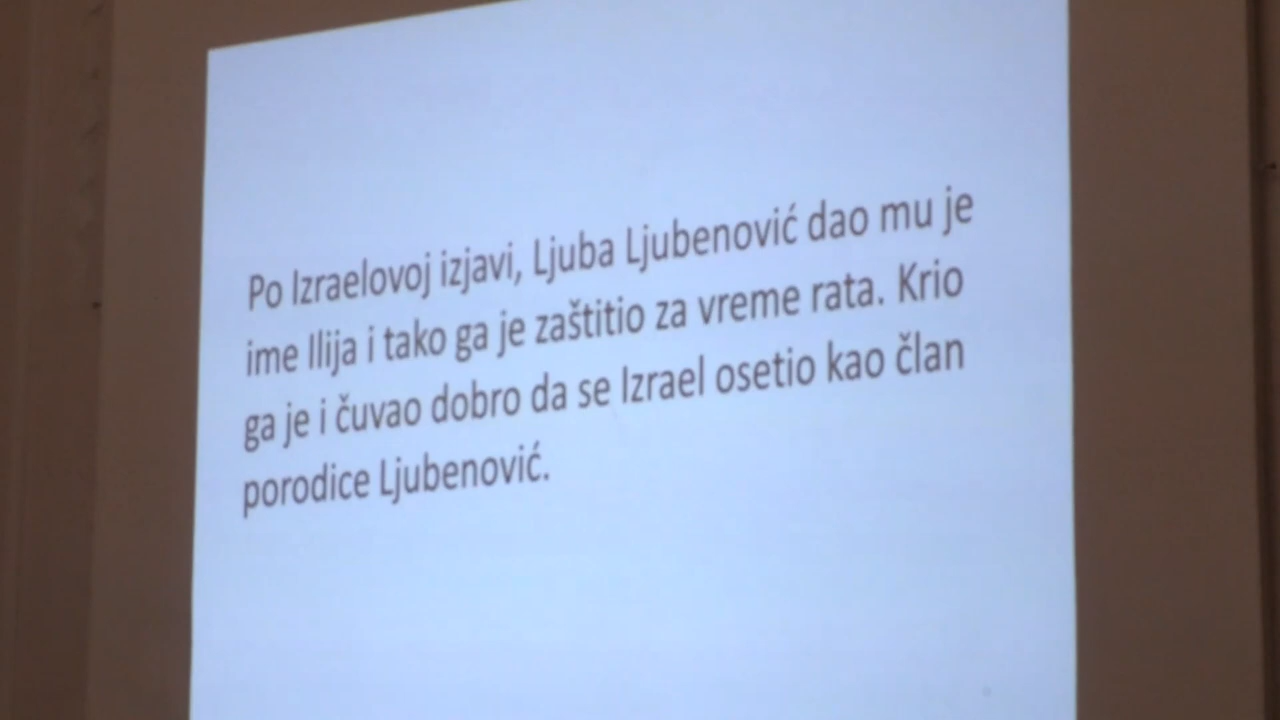 Po Izraelovoj izjavi, Ljuba Ljubenović dao mu je
ime Ilija i tako ga je zaštitio za vreme rata. Krio
ga je i čuvao dobro da se Izrael osetio kao član
porodice Ljubenović.